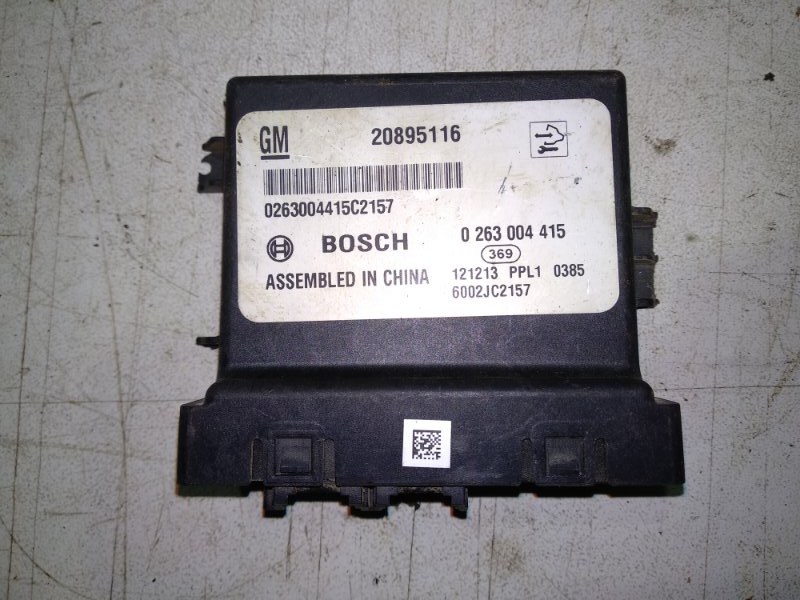 GM 20895116
0263004415C2157
BOSCH 0 263 004 415
369
ASSEMBLED IN CHINA 121213 PPL1 0385
6002JC2157